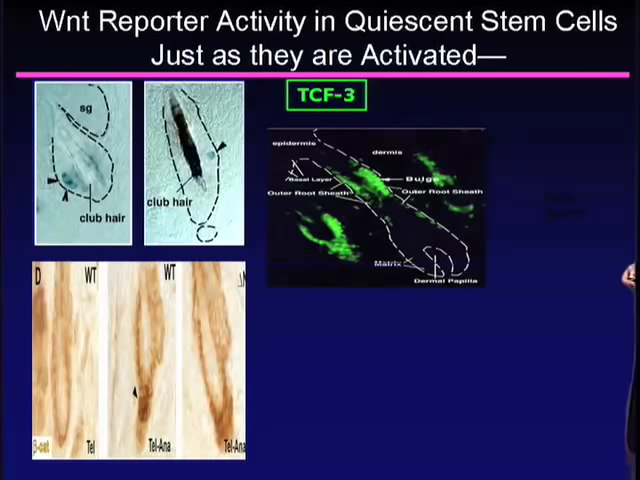 Wnt Reporter Activity in Quiescent Stem Cells
Just as they are Activated—
TCF-3
sg
club hair
club hair
epidermis
dermis
Basal Layer
Bulge
Outer Root Sheath
Outer Root Sheath
Matrix
Dermal Papilla
D
WT
WT
β-cat
Tel
Tel-Ana
Tel-Ana